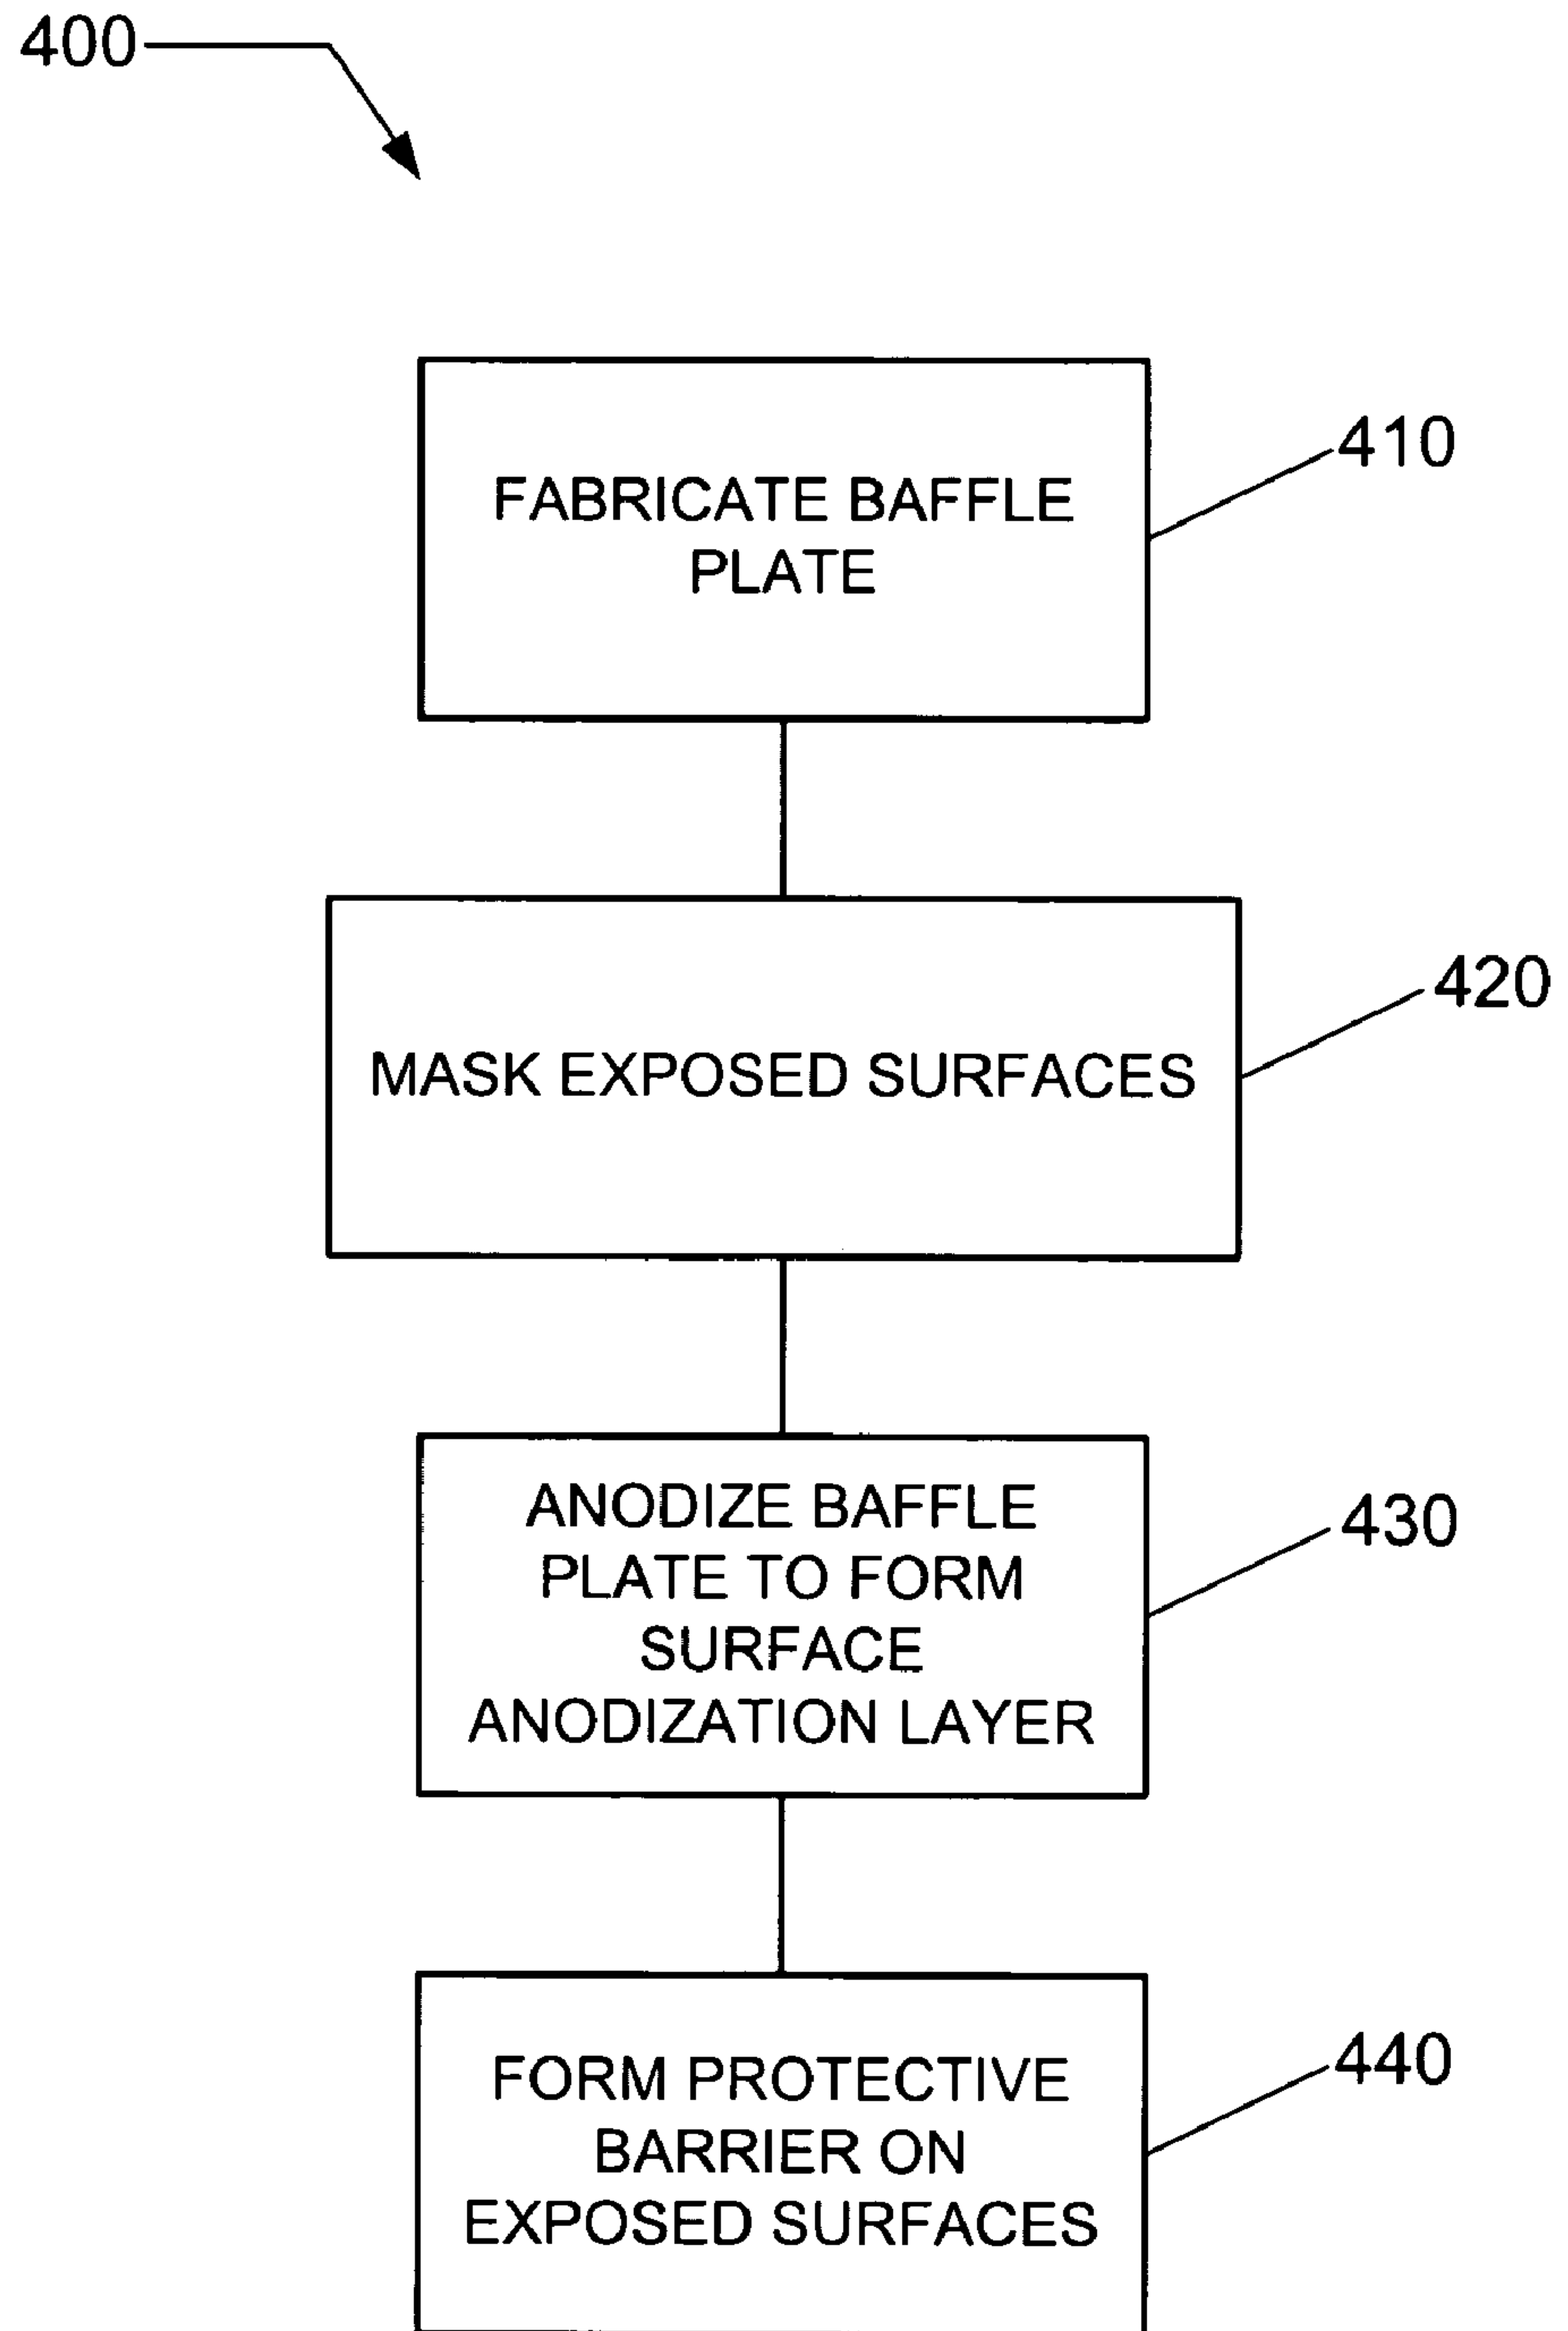 400
FABRICATE BAFFLE
PLATE
410
MASK EXPOSED SURFACES
420
ANODIZE BAFFLE
PLATE TO FORM
SURFACE
ANODIZATION LAYER
430
FORM PROTECTIVE
BARRIER ON
EXPOSED SURFACES
440